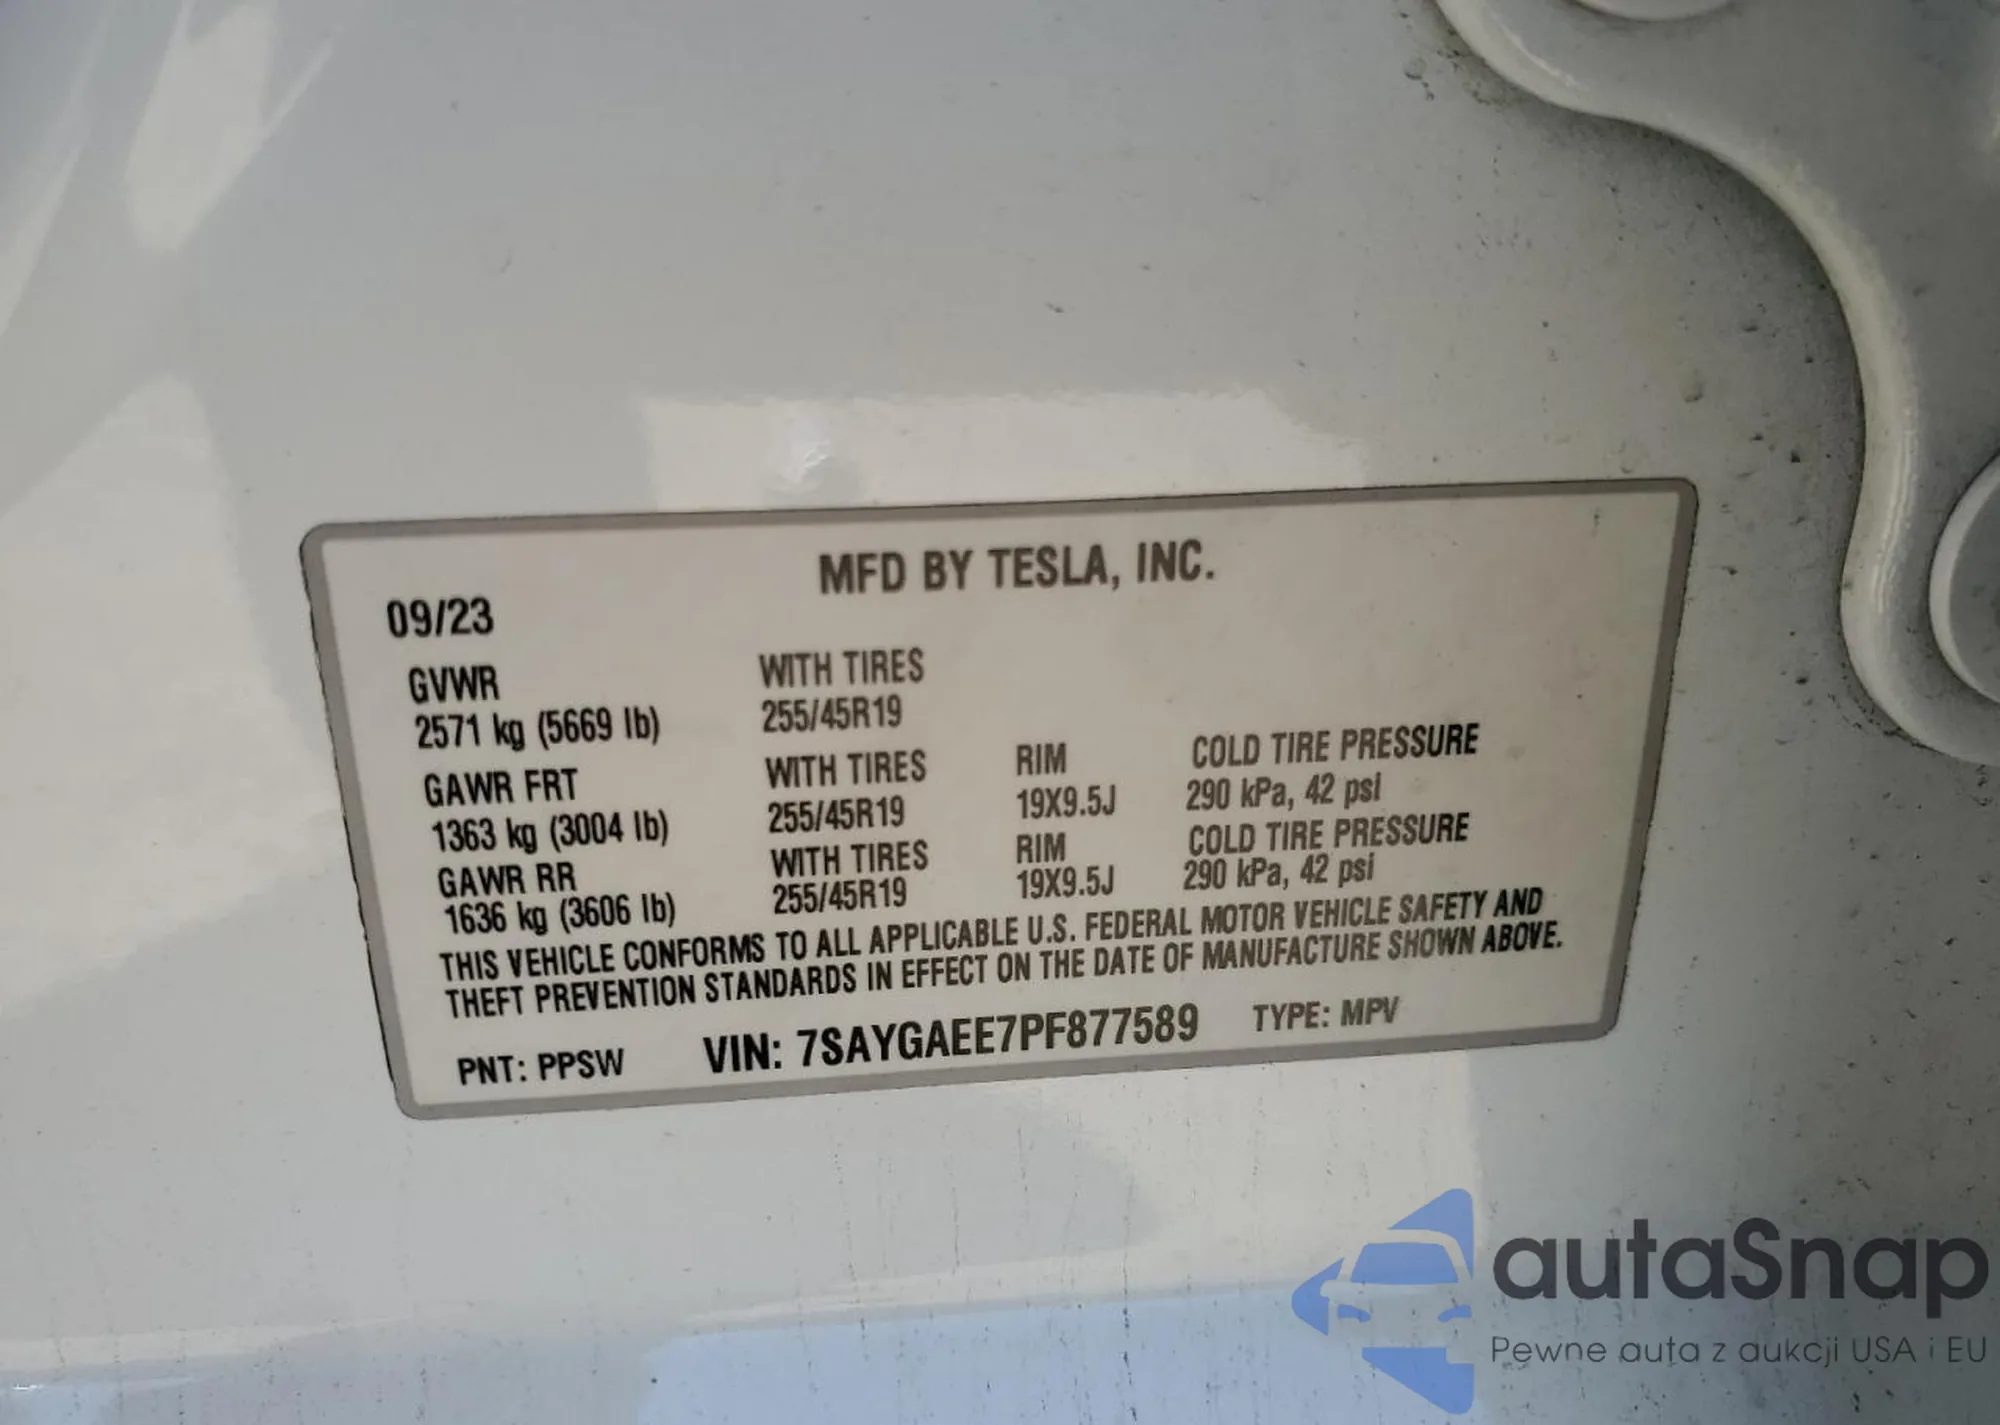 MFD BY TESLA, INC.
09/23
GVWR WITH TIRES
2571 kg (5669 lb) 255/45R19
GAWR FRT WITH TIRES RIM COLD TIRE PRESSURE
1363 kg (3004 lb) 255/45R19 19X9.5J 290 kPa, 42 psi
GAWR RR WITH TIRES RIM COLD TIRE PRESSURE
1636 kg (3606 lb) 255/45R19 19X9.5J 290 kPa, 42 psi
THIS VEHICLE CONFORMS TO ALL APPLICABLE U.S. FEDERAL MOTOR VEHICLE SAFETY AND
THEFT PREVENTION STANDARDS IN EFFECT ON THE DATE OF MANUFACTURE SHOWN ABOVE.
PNT: PPSW VIN: 7SAYGAEE7PF877589 TYPE: MPV
autaSnap
Pewne auta z aukcji USA i EU